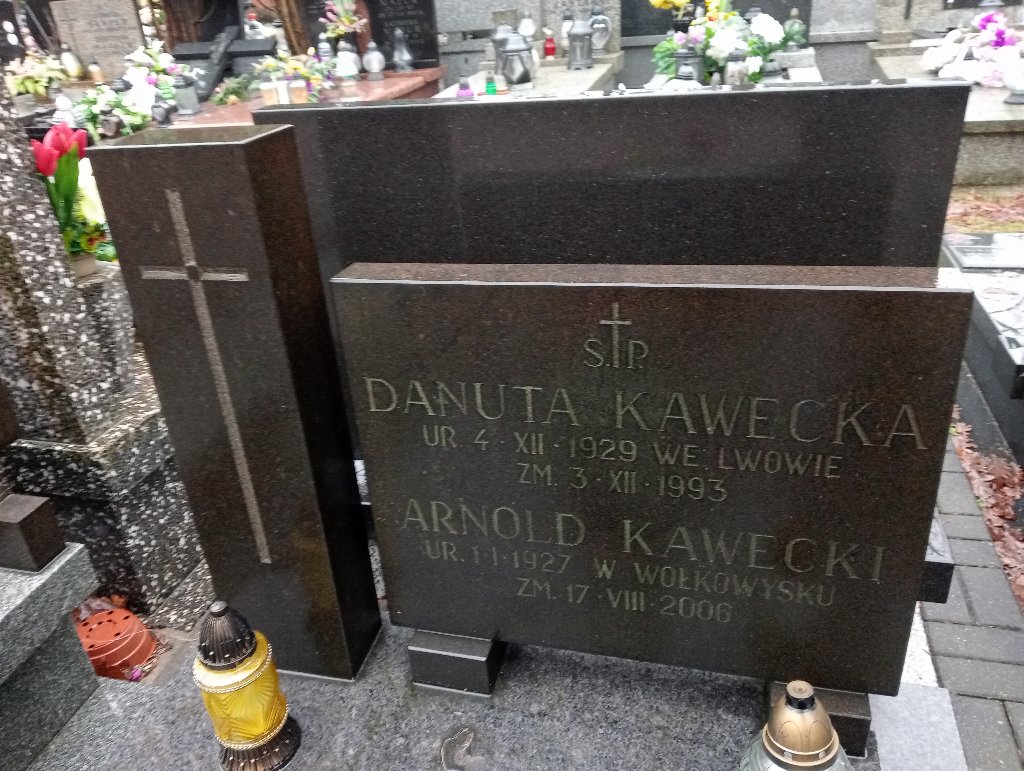 Ś.P.
DANUTA KAWECKA
UR. 4 · XII · 1929 WE LWOWIE
ZM. 3 · XII · 1993
ARNOLD KAWECKI
UR. 1 · I · 1927 W WOŁKOWYSKU
ZM. 17 · VIII · 2006